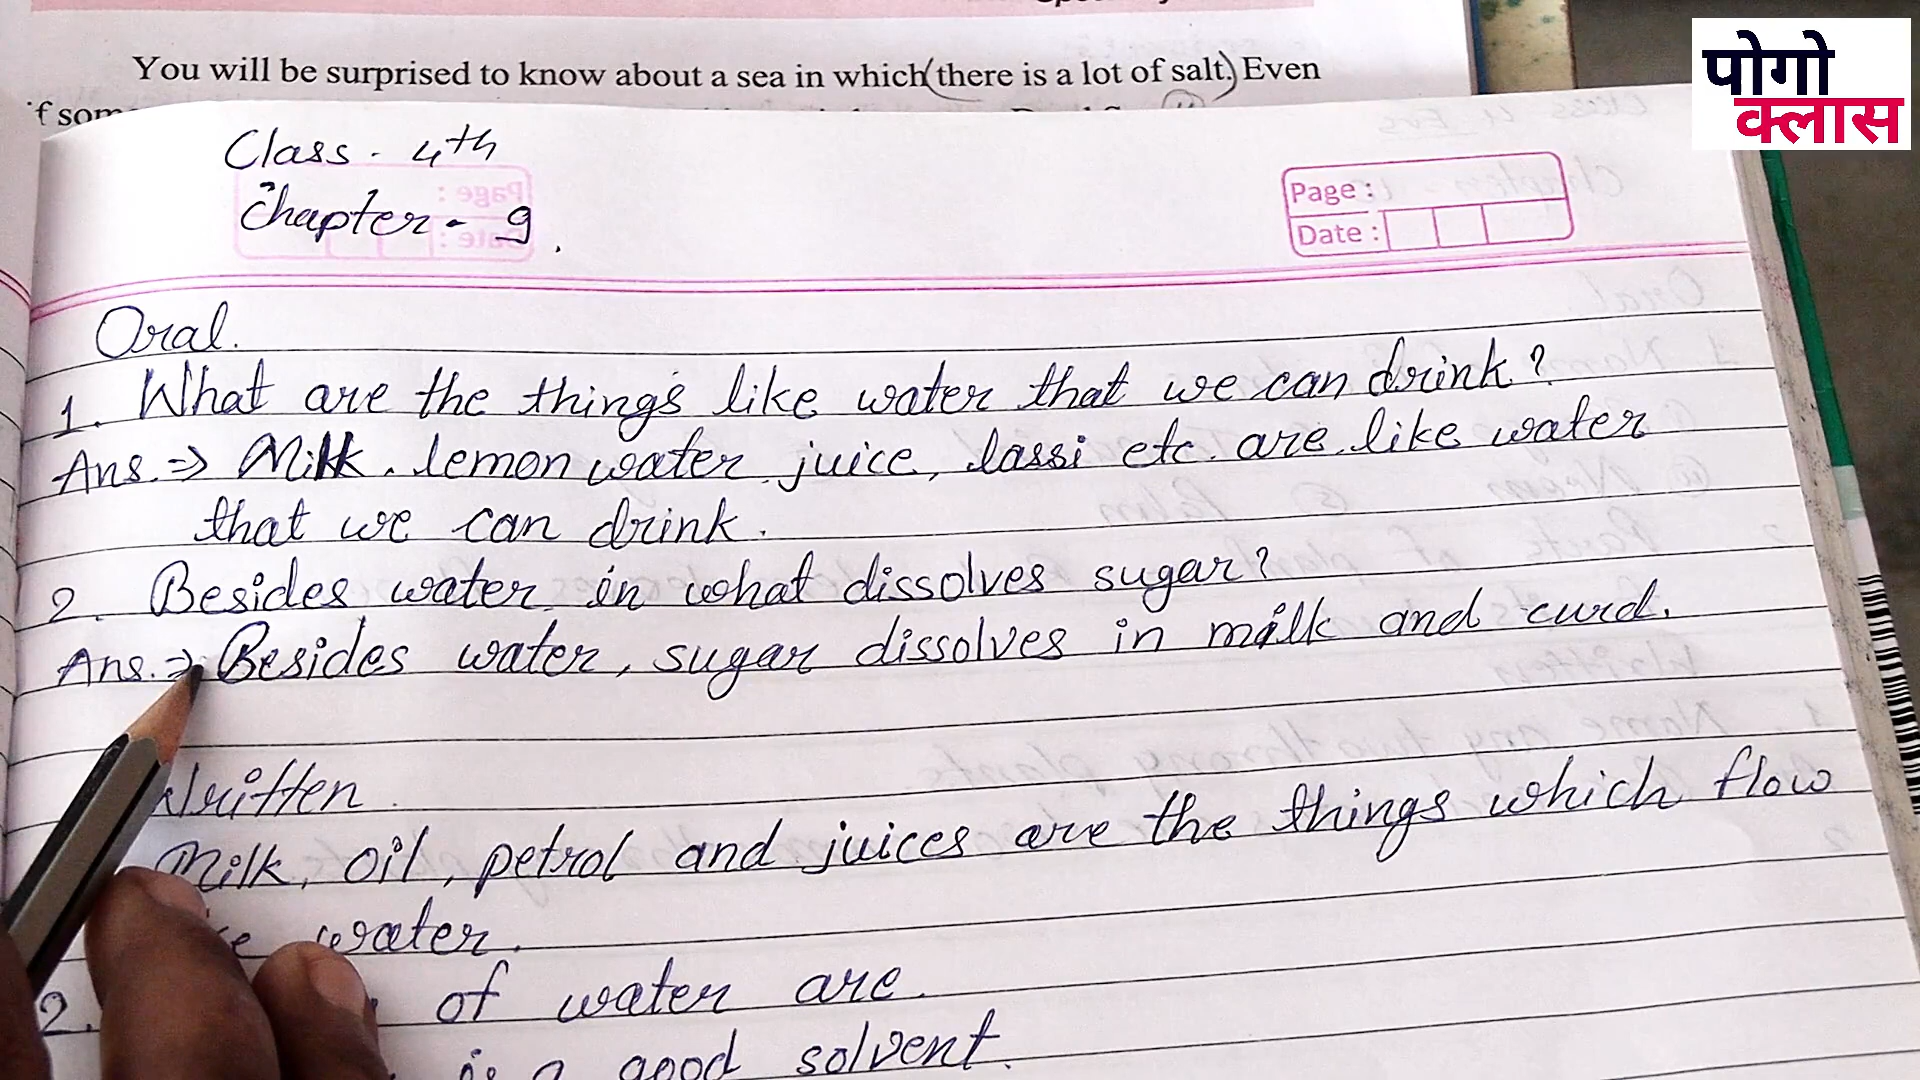 You will be surprised to know about a sea in which (there is a lot of salt.) Even
पोगो
क्लास
Class - 4th
Chapter - 9.
Page :
Date :
Oral.
1. What are the things like water that we can drink?
Ans. ⇒ Milk, lemon water, juice, lassi etc. are like water
that we can drink.
2. Besides water in what dissolves sugar?
Ans. ⇒ Besides water, sugar dissolves in milk and curd.
Written
Milk, oil, petrol and juices are the things which flow
water.
2. of water are.
is a good solvent.